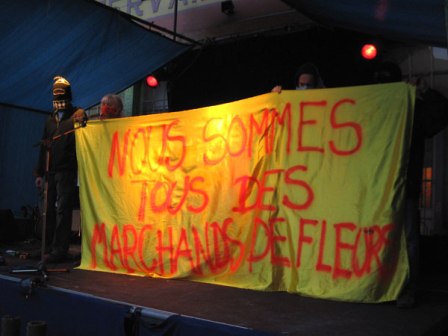 NOUS SOMMES
TOUS DES
MARCHANDS DE FLEURS